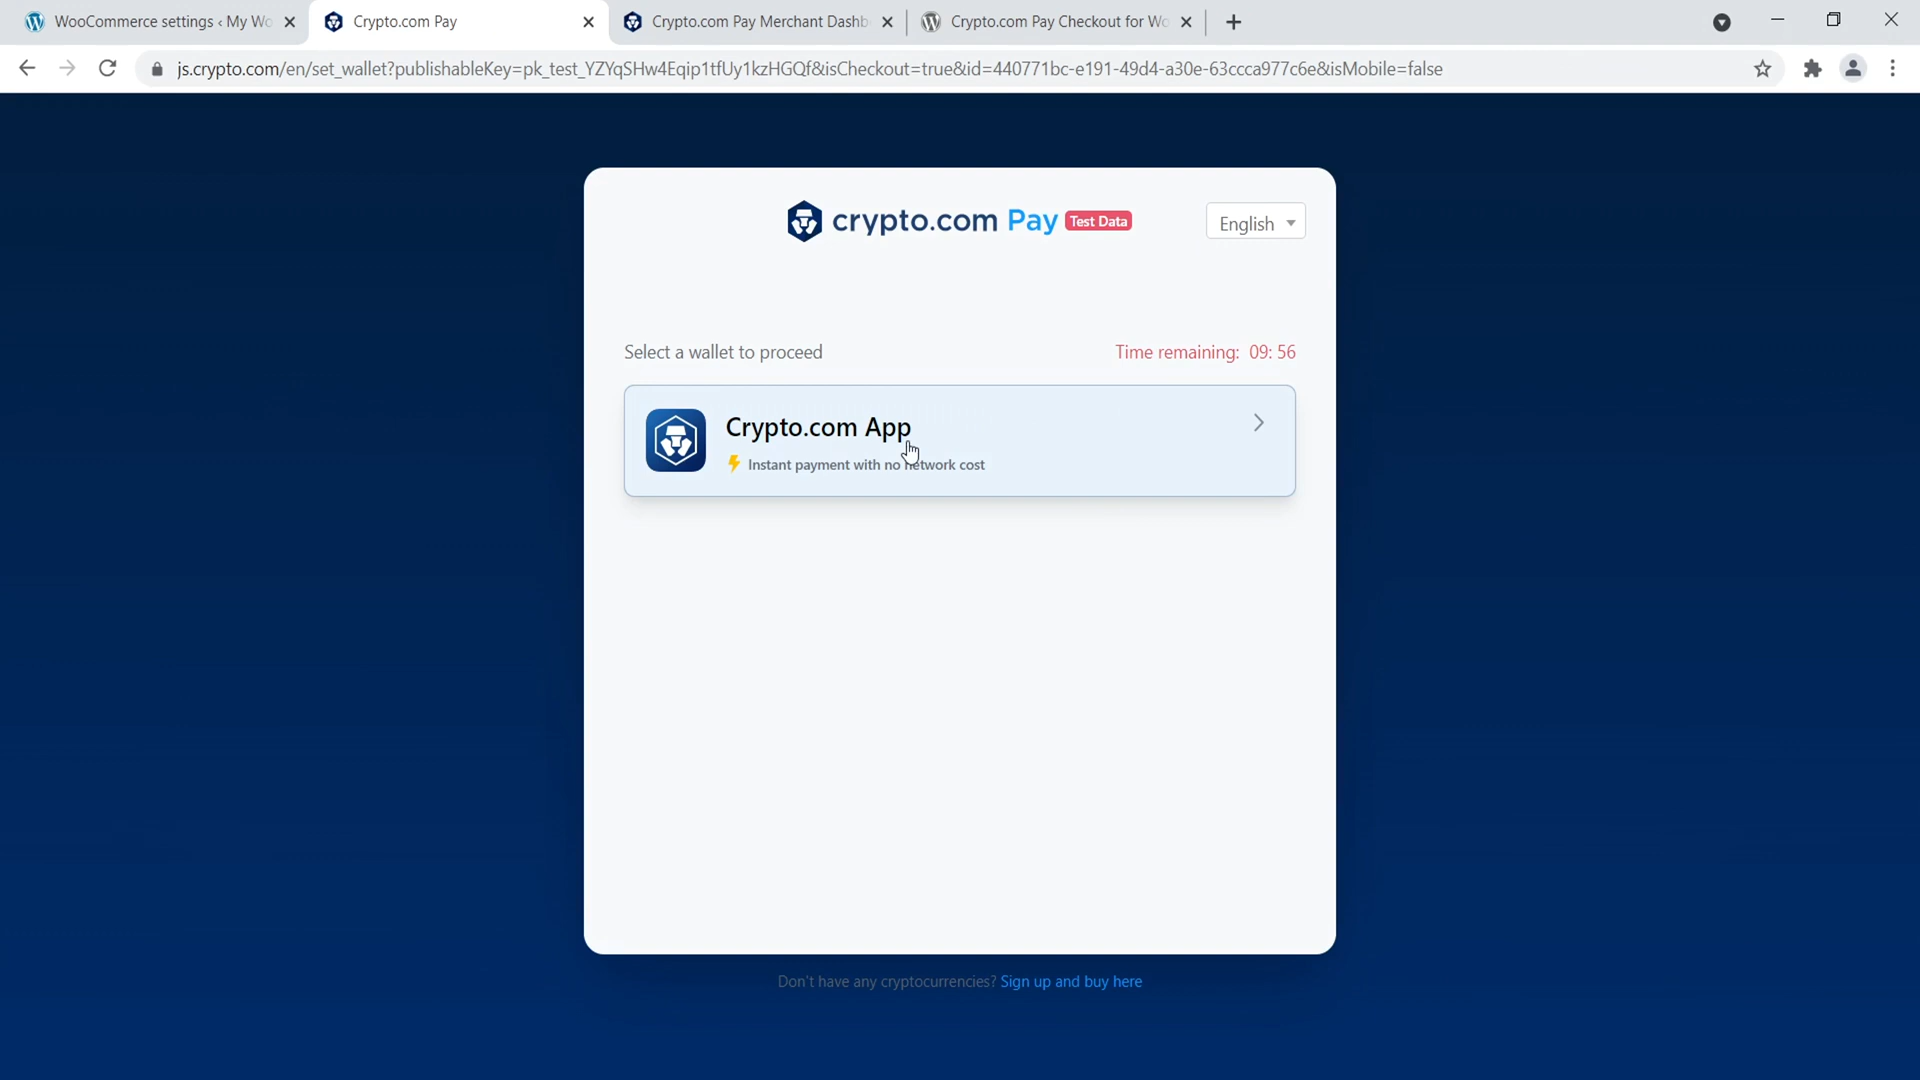 WooCommerce settings ‹ My Wo
Crypto.com Pay
Crypto.com Pay Merchant Dashb
Crypto.com Pay Checkout for Wo
js.crypto.com/en/set_wallet?publishableKey=pk_test_YZYqSHw4Eqip1tfUy1kzHGQf&isCheckout=true&id=440771bc-e191-49d4-a30e-63ccca977c6e&isMobile=false
crypto.com Pay Test Data
English
Select a wallet to proceed
Time remaining: 09: 56
Crypto.com App
Instant payment with no network cost
Don't have any cryptocurrencies? Sign up and buy here